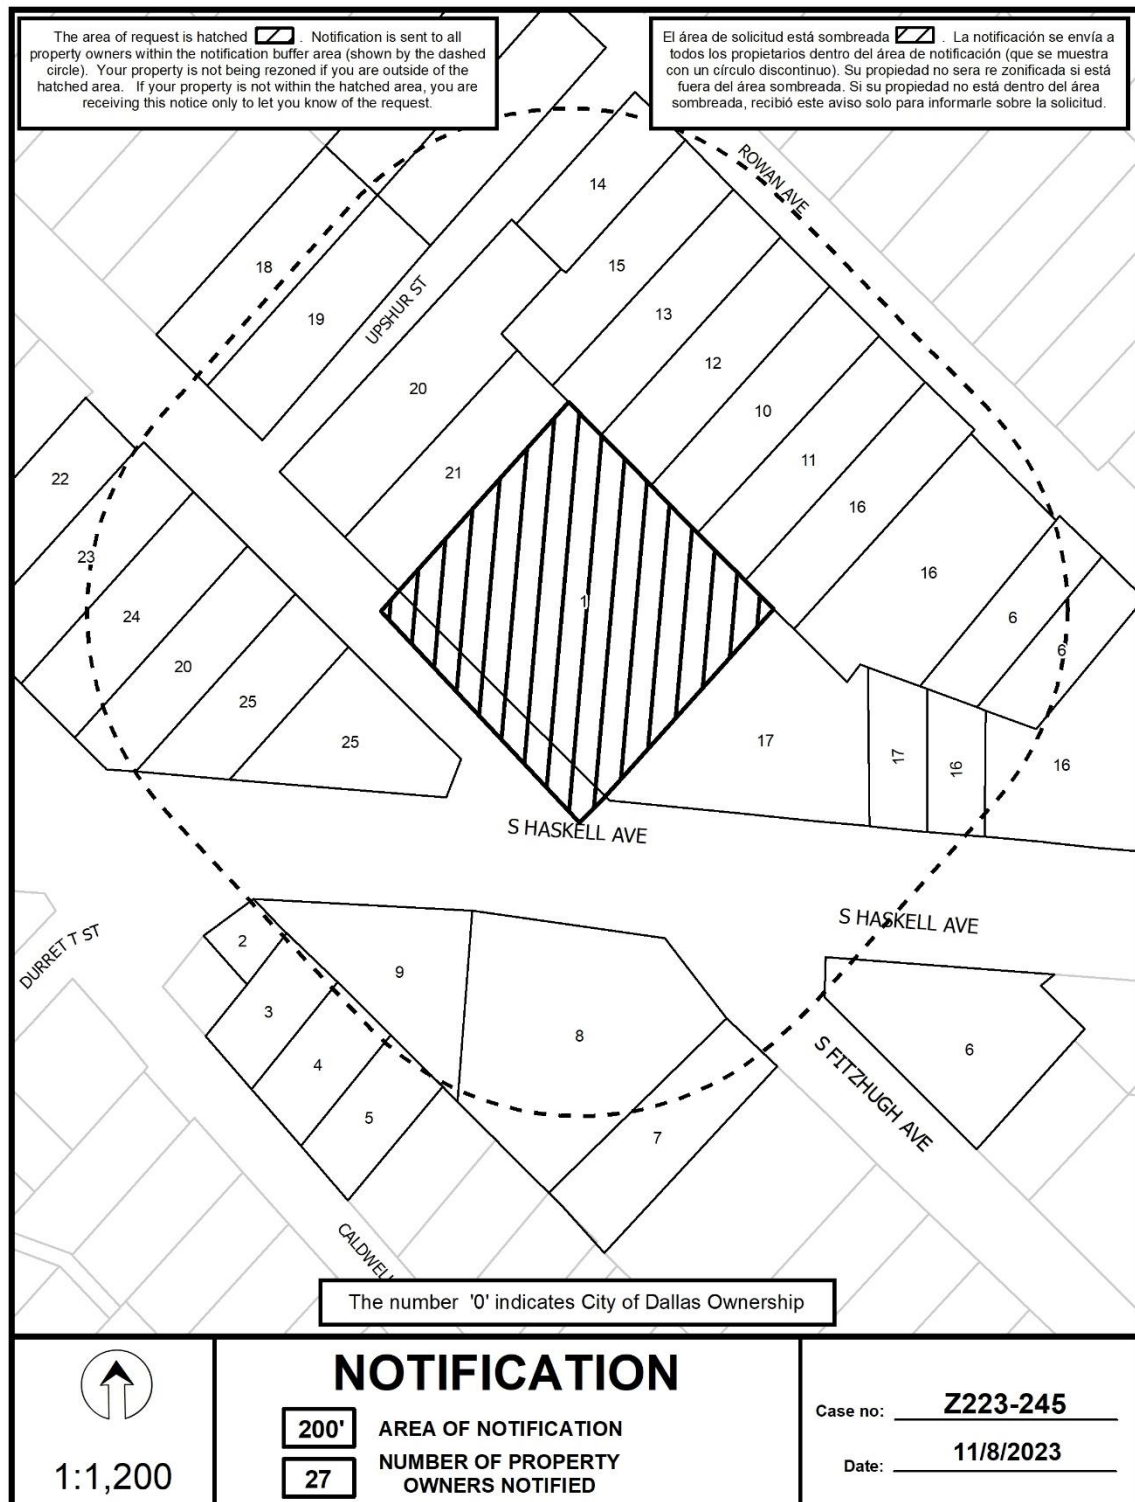 The area of request is hatched . Notification is sent to all
property owners within the notification buffer area (shown by the dashed
circle). Your property is not being rezoned if you are outside of the
hatched area. If your property is not within the hatched area, you are
receiving this notice only to let you know of the request.
El área de solicitud está sombreada . La notificación se envía a
todos los propietarios dentro del área de notificación (que se muestra
con un círculo discontinuo). Su propiedad no sera re zonificada si está
fuera del área sombreada. Si su propiedad no está dentro del área
sombreada, recibió este aviso solo para informarle sobre la solicitud.
ROWAN AVE
14
18
15
19
UPSHUR ST
13
12
20
10
21
11
22
16
23
16
1
24
6
6
20
25
25
17
17
16
16
S HASKELL AVE
S HASKELL AVE
DURRETT ST
2
9
3
8
6
4
S FITZHUGH AVE
5
7
CALDWELL
The number '0' indicates City of Dallas Ownership
1:1,200
NOTIFICATION
200' AREA OF NOTIFICATION
27 NUMBER OF PROPERTY
OWNERS NOTIFIED
Case no: Z223-245
Date: 11/8/2023